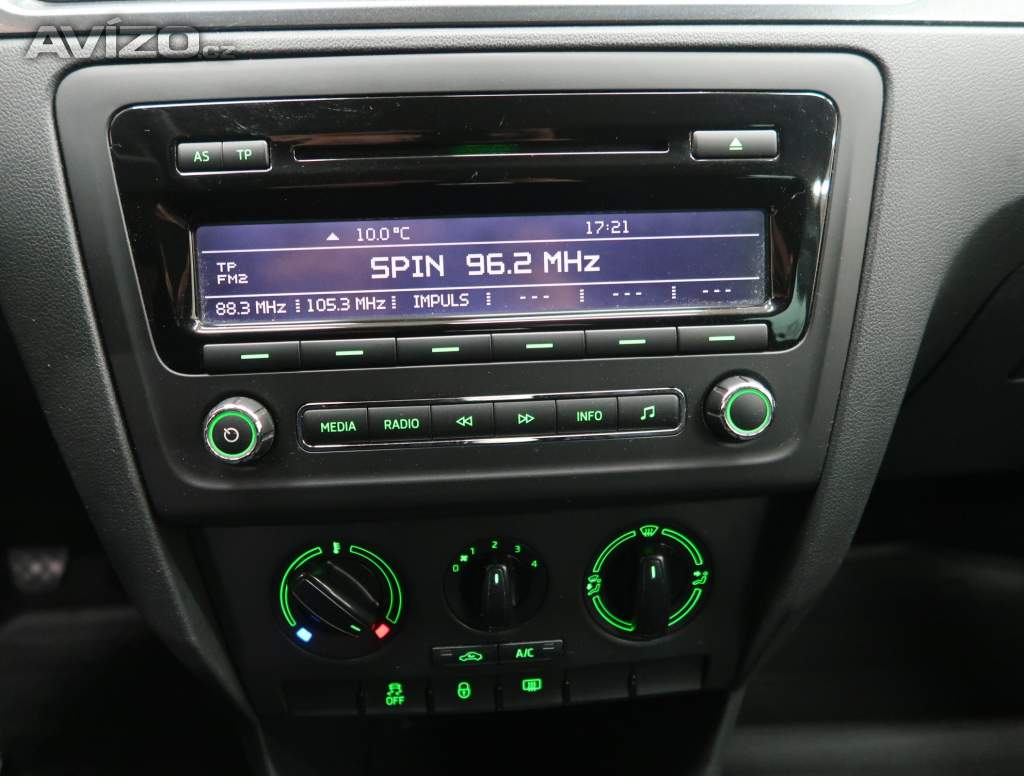 AVÍZO.cz
AS TP
10.0 °C 17:21
TP
FM2
SPIN 96.2 MHz
88.3 MHz 105.3 MHz IMPULS --- --- ---
MEDIA RADIO INFO
0 1 2 3 4
A/C
OFF